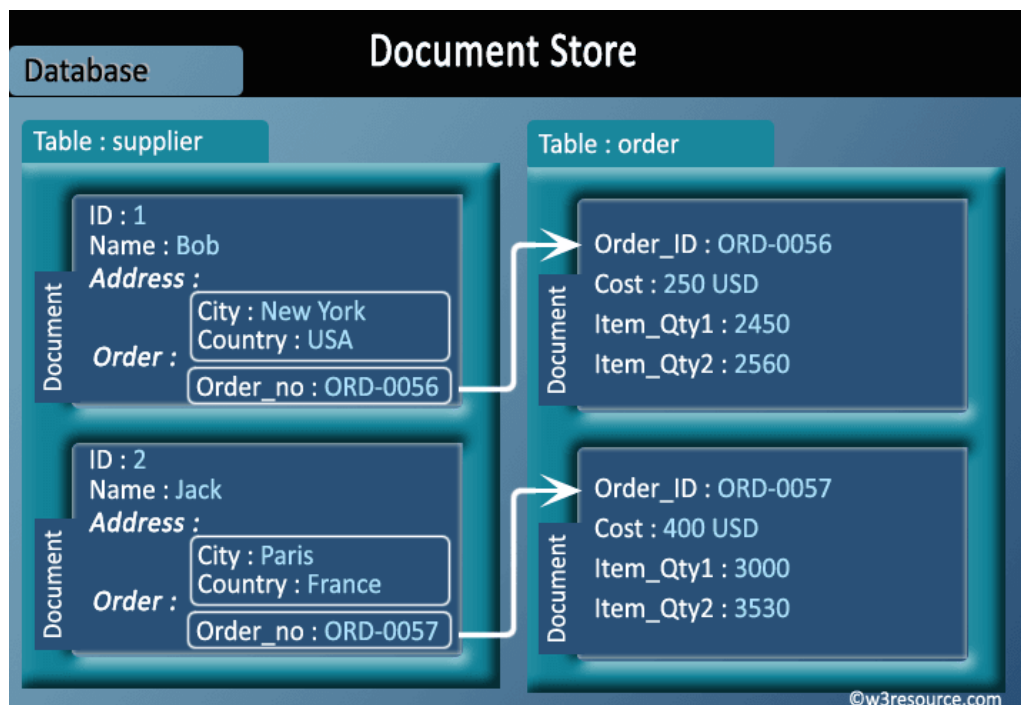 Document Store
Database
Table : supplier
ID : 1
Name : Bob
Address :
City : New York
Country : USA
Order :
Order_no : ORD-0056
Document
ID : 2
Name : Jack
Address :
City : Paris
Country : France
Order :
Order_no : ORD-0057
Document
Table : order
Order_ID : ORD-0056
Cost : 250 USD
Item_Qty1 : 2450
Item_Qty2 : 2560
Document
Order_ID : ORD-0057
Cost : 400 USD
Item_Qty1 : 3000
Item_Qty2 : 3530
Document
©w3resource.com